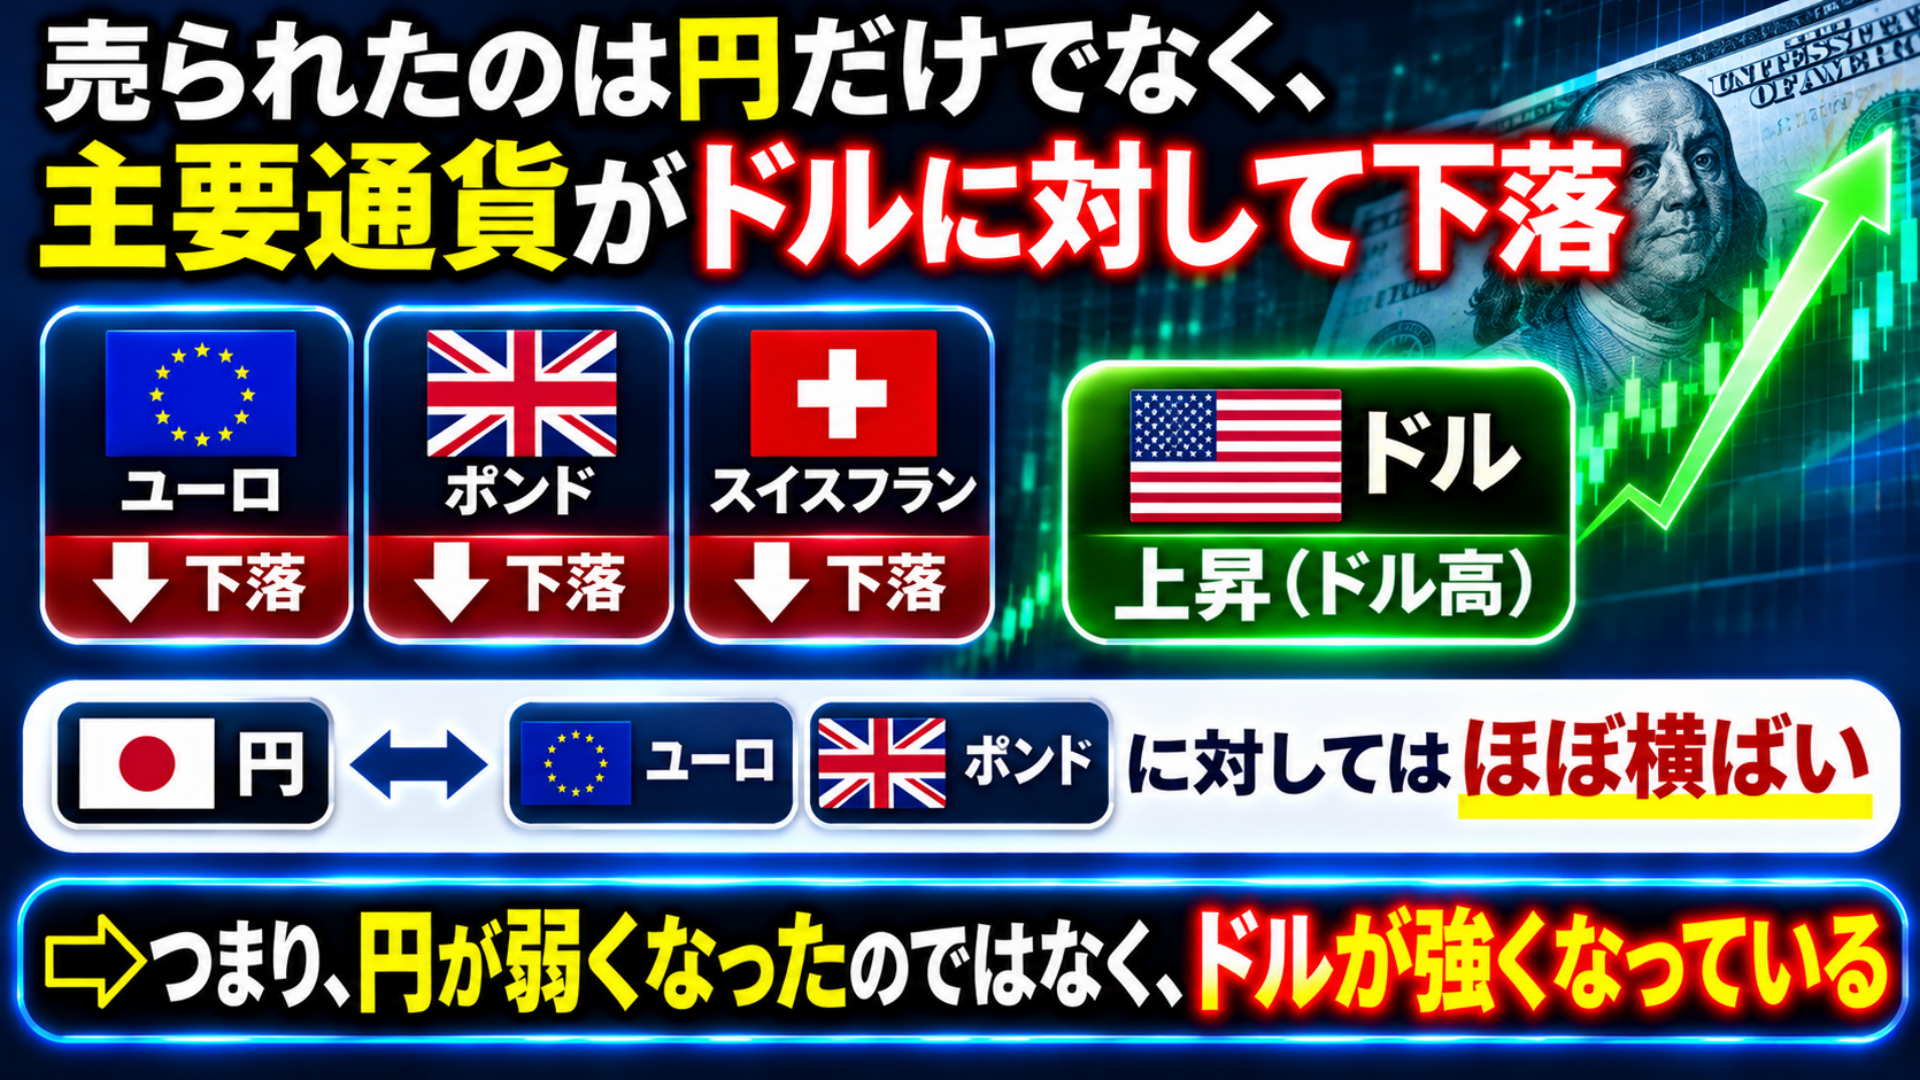 売られたのは円だけでなく、
主要通貨がドルに対して下落
UNITED STATES
OF AMERICA
ユーロ
下落
ポンド
下落
スイスフラン
下落
ドル
上昇（ドル高）
円
ユーロ
ポンド
に対してはほぼ横ばい
つまり、円が弱くなったのではなく、ドルが強くなっている